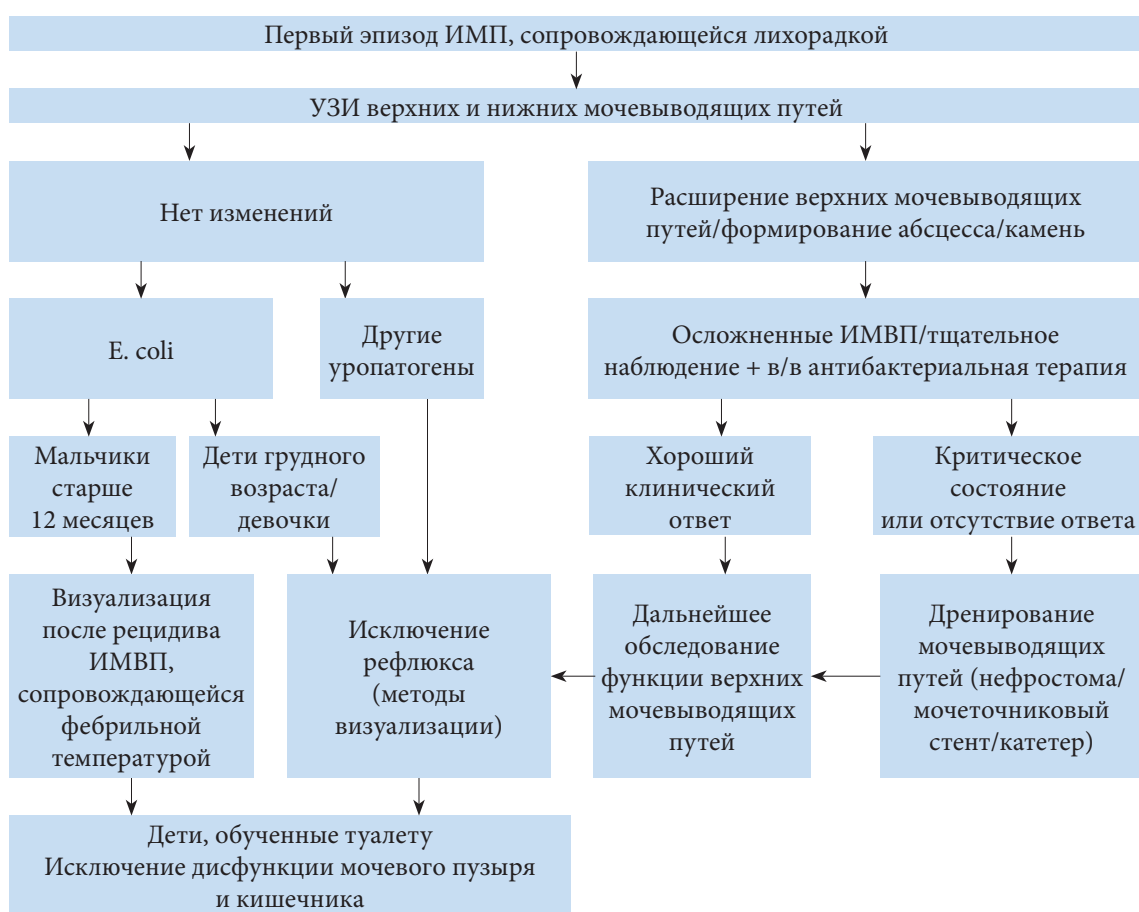 Первый эпизод ИМП, сопровождающейся лихорадкой
УЗИ верхних и нижних мочевыводящих путей
Нет изменений
Расширение верхних мочевыводящих
путей/формирование абсцесса/камень
E. coli
Другие
уропатогены
Осложненные ИМВП/тщательное
наблюдение + в/в антибактериальная терапия
Мальчики
старше
12 месяцев
Дети грудного
возраста/
девочки
Хороший
клинический
ответ
Критическое
состояние
или отсутствие ответа
Визуализация
после рецидива
ИМВП,
сопровождающейся
фебрильной
температурой
Исключение
рефлюкса
(методы
визуализации)
Дальнейшее
обследование
функции верхних
мочевыводящих
путей
Дренирование
мочевыводящих
путей (нефростома/
мочеточниковый
стент/катетер)
Дети, обученные туалету
Исключение дисфункции мочевого пузыря
и кишечника